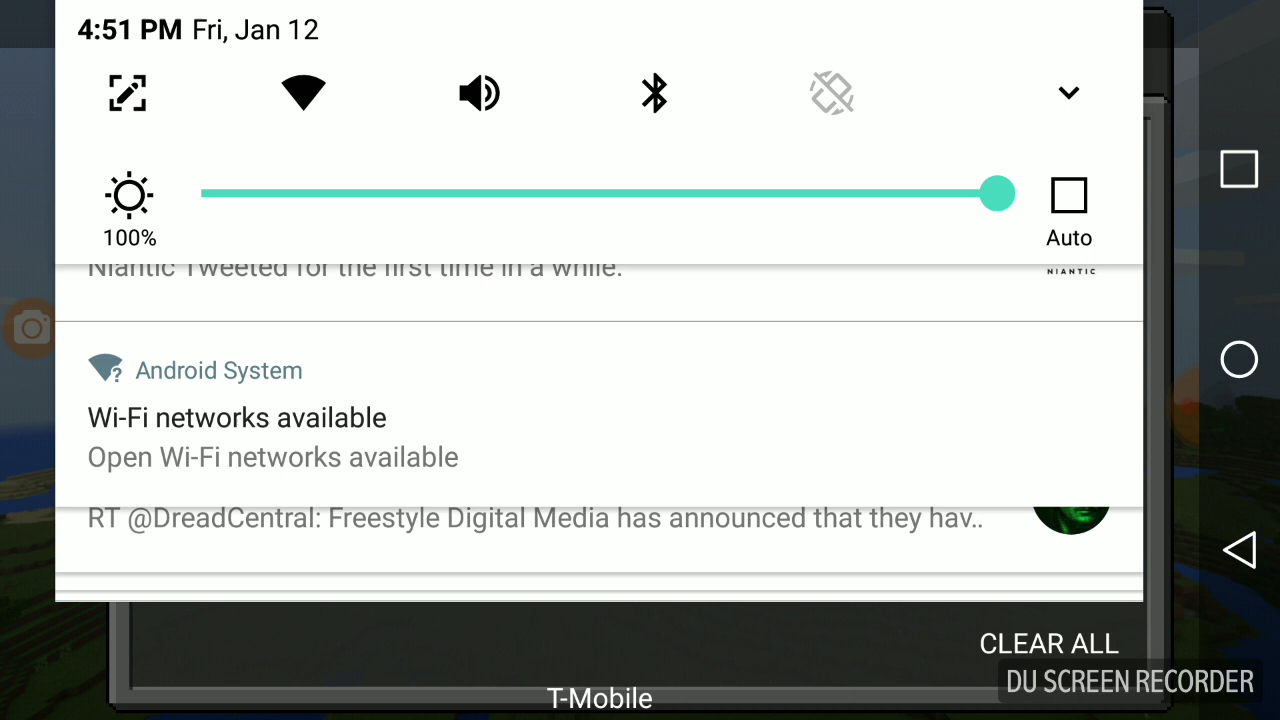 4:51 PM Fri, Jan 12
100%
Auto
Niantic Tweeted for the first time in a while.
NIANTIC
Android System
Wi-Fi networks available
Open Wi-Fi networks available
RT @DreadCentral: Freestyle Digital Media has announced that they hav..
CLEAR ALL
DU SCREEN RECORDER
T-Mobile